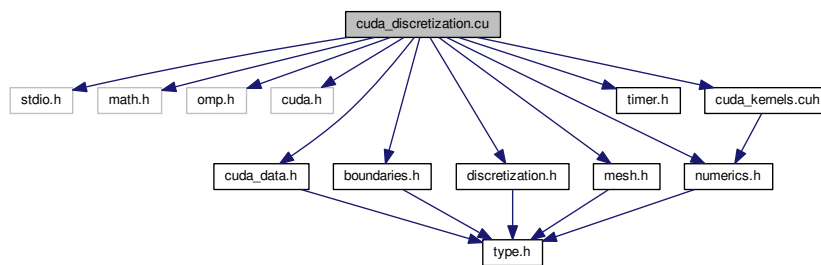 cuda_discretization.cu
stdio.h
math.h
omp.h
cuda.h
timer.h
cuda_kernels.cuh
cuda_data.h
boundaries.h
discretization.h
mesh.h
numerics.h
type.h